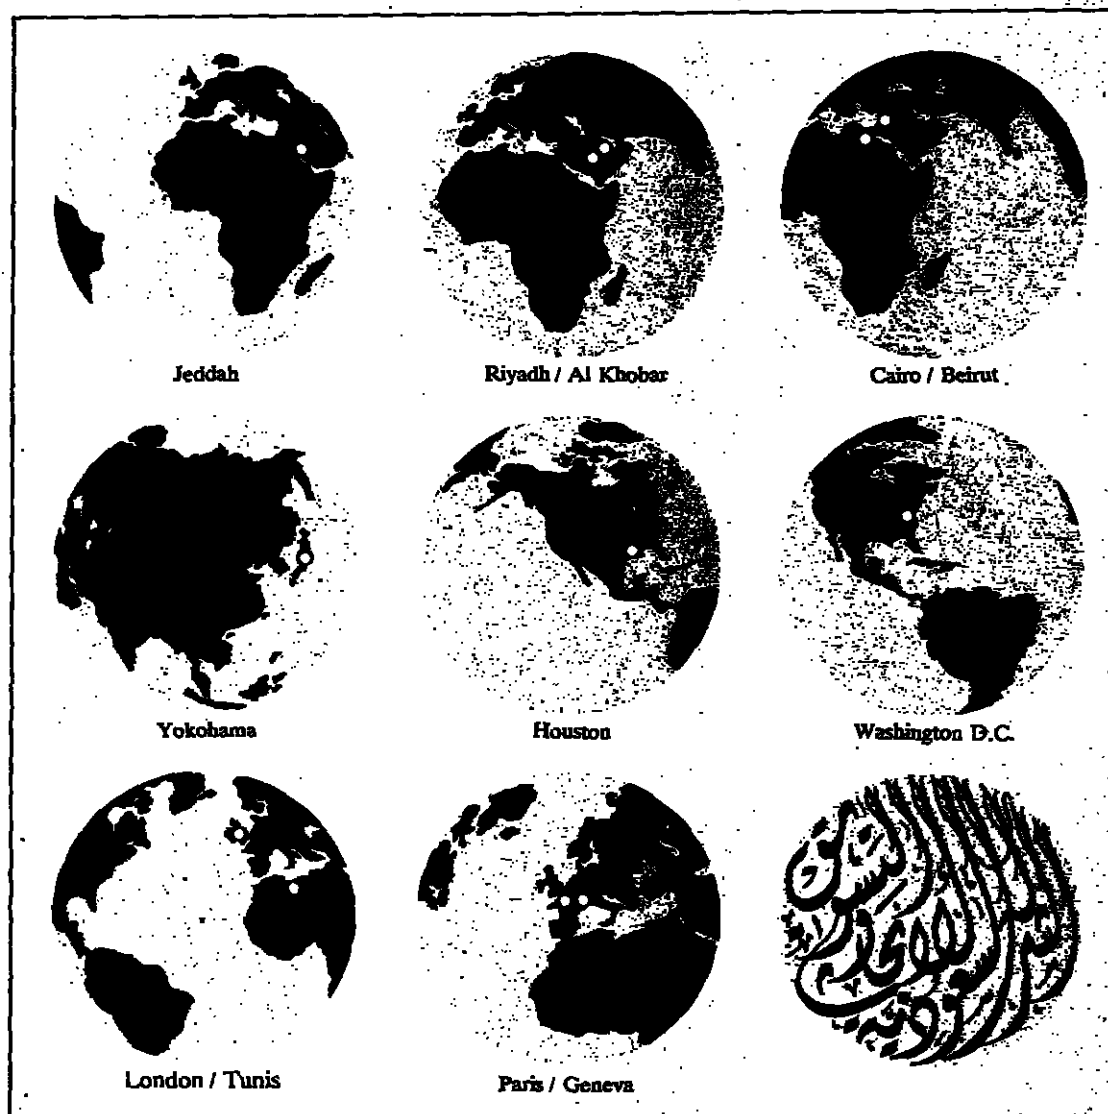 Jeddah
Riyadh / Al Khobar
Cairo / Beirut
Yokohama
Houston
Washington D.C.
London / Tunis
Paris / Geneva